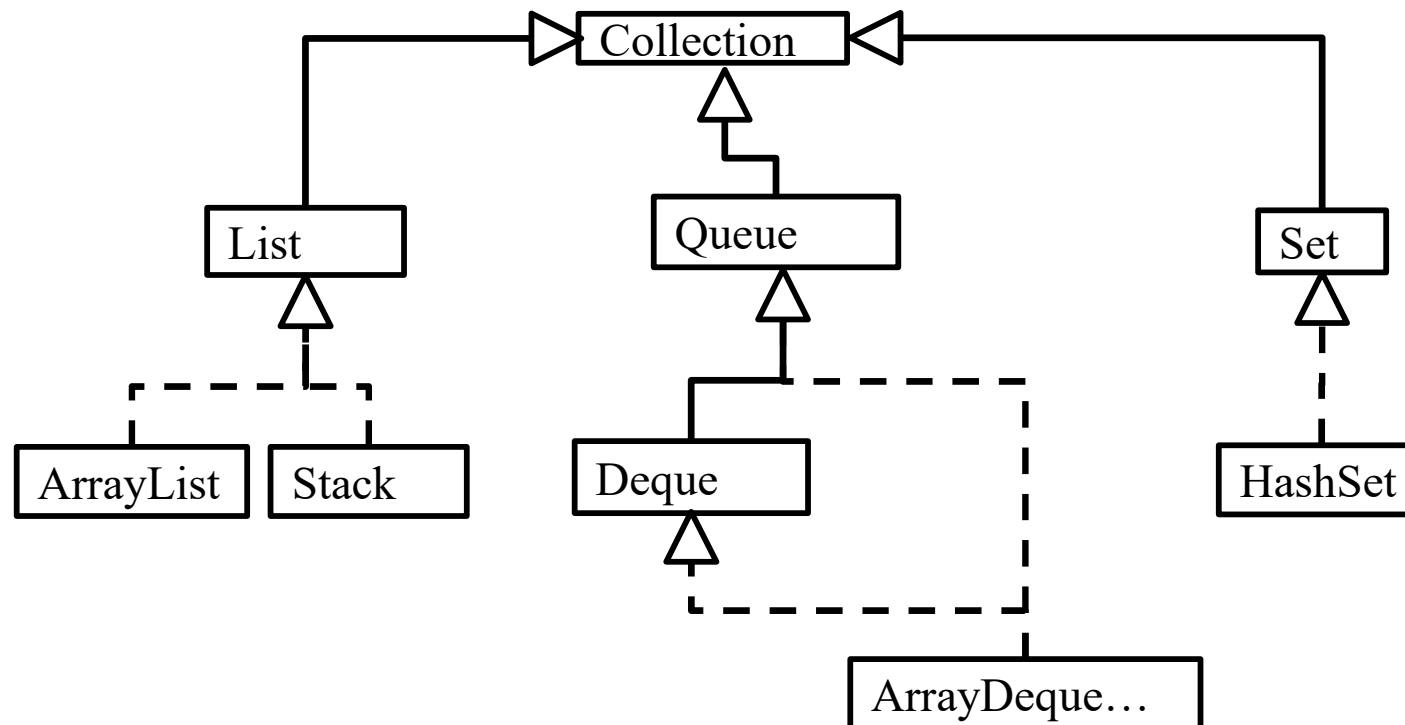 Collection
List
Queue
Set
ArrayList
Stack
Deque
HashSet
ArrayDeque…